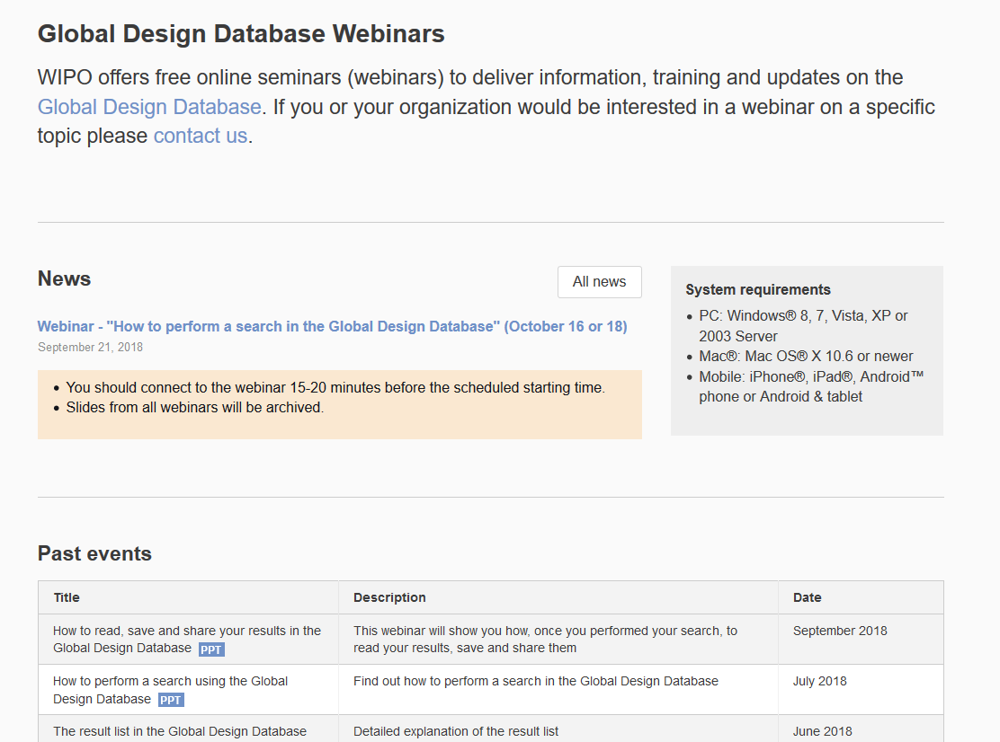 Global Design Database Webinars
WIPO offers free online seminars (webinars) to deliver information, training and updates on the
Global Design Database. If you or your organization would be interested in a webinar on a specific
topic please contact us.
News
All news
Webinar - "How to perform a search in the Global Design Database" (October 16 or 18)
September 21, 2018
• You should connect to the webinar 15-20 minutes before the scheduled starting time.
• Slides from all webinars will be archived.
System requirements
• PC: Windows® 8, 7, Vista, XP or
2003 Server
• Mac®: Mac OS® X 10.6 or newer
• Mobile: iPhone®, iPad®, Android™
phone or Android & tablet
Past events
Title Description Date
How to read, save and share your results in the
Global Design Database PPT
This webinar will show you how, once you performed your search, to
read your results, save and share them
September 2018
How to perform a search using the Global
Design Database PPT
Find out how to perform a search in the Global Design Database
July 2018
The result list in the Global Design Database
Detailed explanation of the result list
June 2018